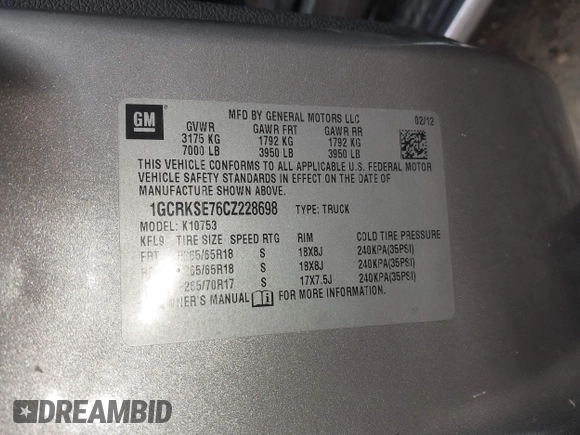 GM
MFD BY GENERAL MOTORS LLC 02/12
GVWR GAWR FRT GAWR RR
3175 KG 1792 KG 1792 KG
7000 LB 3950 LB 3950 LB
THIS VEHICLE CONFORMS TO ALL APPLICABLE U.S. FEDERAL MOTOR
VEHICLE SAFETY STANDARDS IN EFFECT ON THE DATE OF
MANUFACTURE SHOWN ABOVE.
1GCRKSE76CZ228698 TYPE: TRUCK
MODEL: K10753
KFL9 TIRE SIZE SPEED RTG RIM COLD TIRE PRESSURE
FRT 265/65R18 S 18X8J 240KPA(35PSI)
265/65R18 S 18X8J 240KPA(35PSI)
265/70R17 S 17X7.5J 240KPA(35PSI)
OWNER'S MANUAL FOR MORE INFORMATION.
DREAMBID